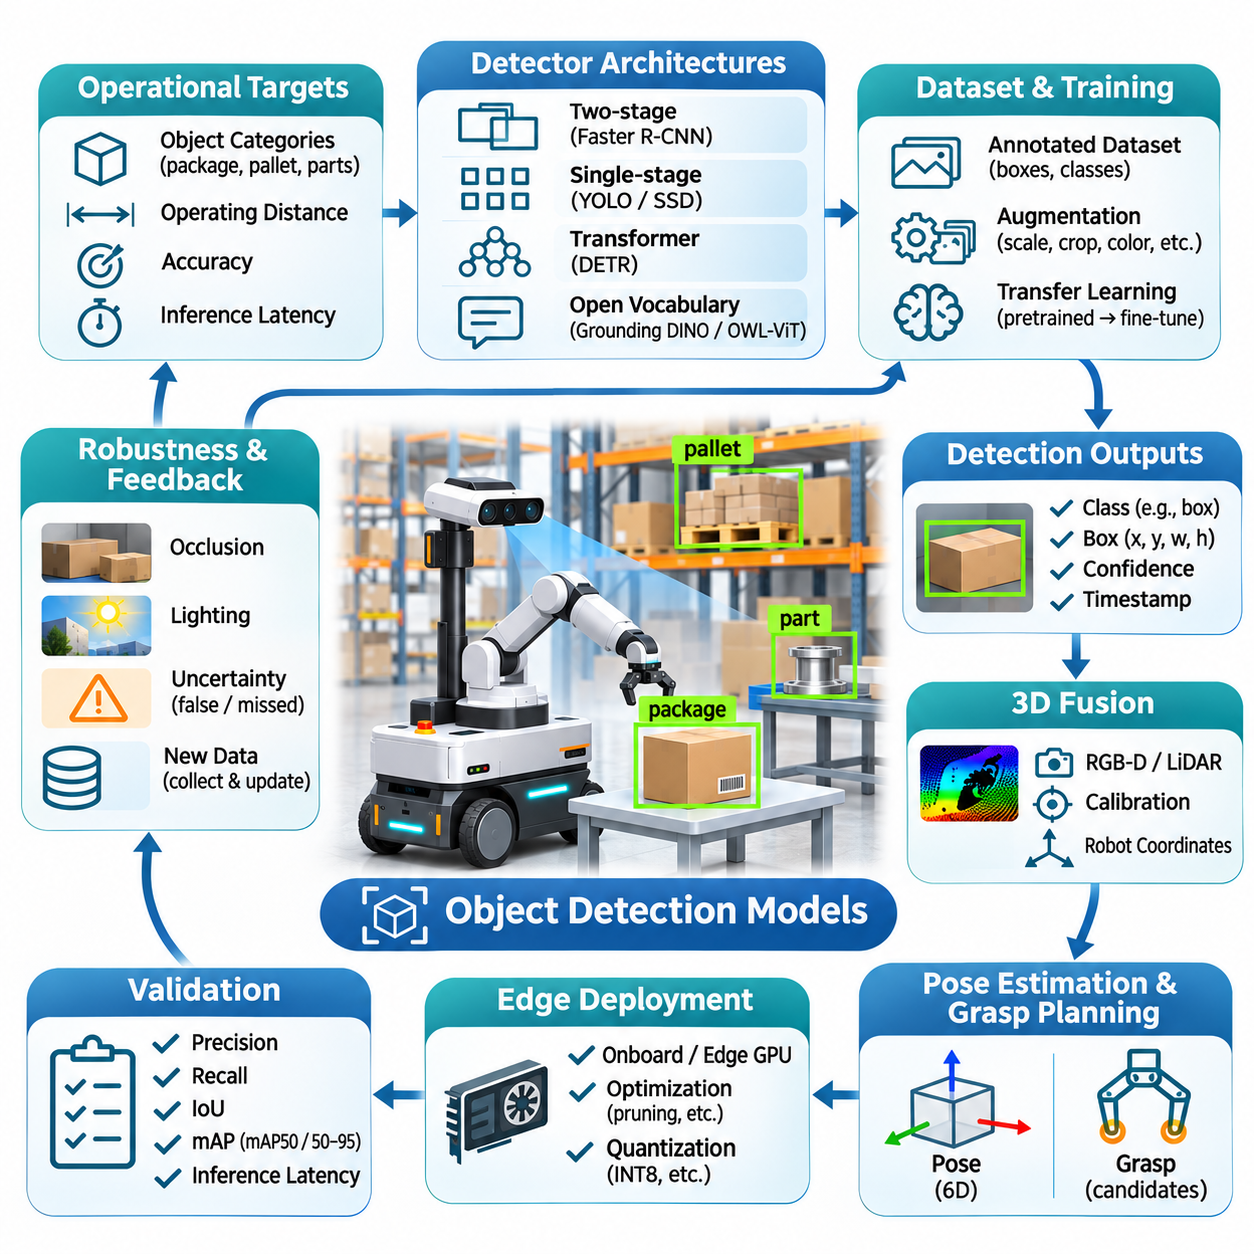 Operational Targets
Object Categories
(package, pallet, parts)
Operating Distance
Accuracy
Inference Latency
Detector Architectures
Two-stage
(Faster R-CNN)
Single-stage
(YOLO / SSD)
Transformer
(DETR)
Open Vocabulary
(Grounding DINO / OWL-ViT)
Dataset & Training
Annotated Dataset
(boxes, classes)
Augmentation
(scale, crop, color, etc.)
Transfer Learning
(pretrained → fine-tune)
Robustness &
Feedback
Occlusion
Lighting
Uncertainty
(false / missed)
New Data
(collect & update)
pallet
part
package
Detection Outputs
Class (e.g., box)
Box (x, y, w, h)
Confidence
Timestamp
3D Fusion
RGB-D / LiDAR
Calibration
Robot Coordinates
Object Detection Models
Validation
Precision
Recall
IoU
mAP (mAP50 / 50–95)
Inference Latency
Edge Deployment
Onboard / Edge GPU
Optimization
(pruning, etc.)
Quantization
(INT8, etc.)
Pose Estimation &
Grasp Planning
Pose
(6D)
Grasp
(candidates)